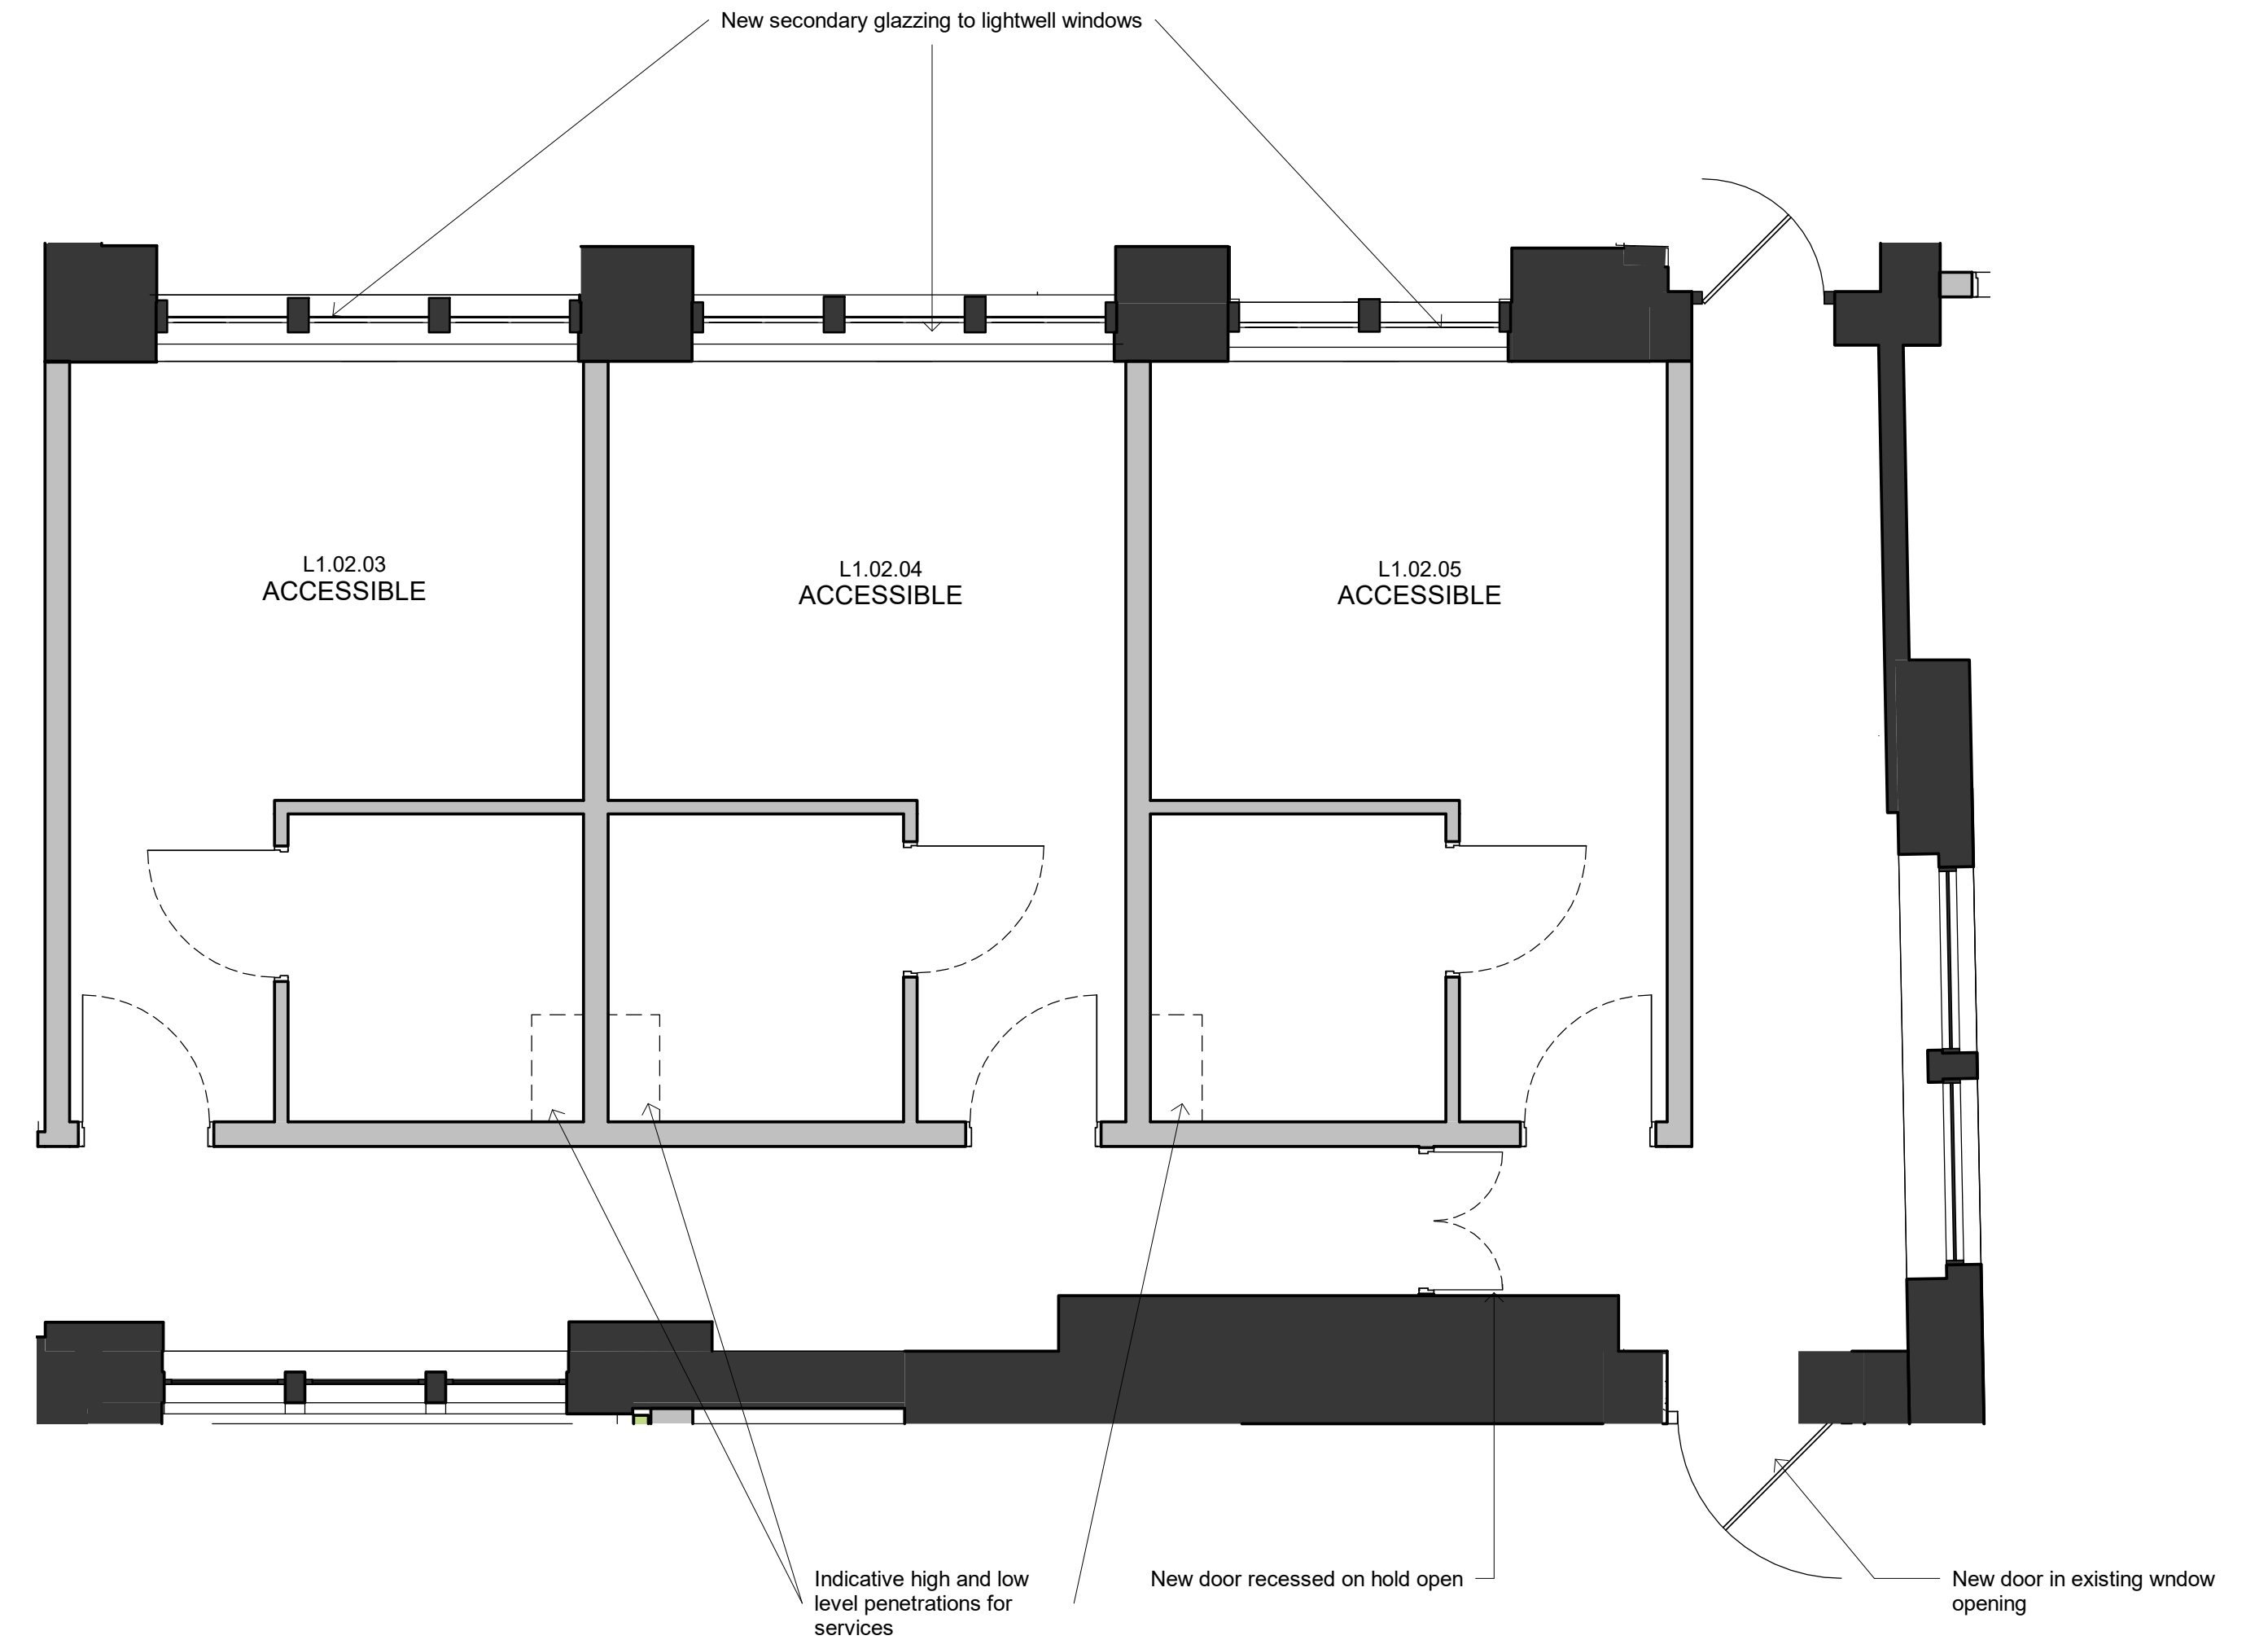 New secondary glazzing to lightwell windows
L1.02.03
ACCESSIBLE
L1.02.04
ACCESSIBLE
L1.02.05
ACCESSIBLE
Indicative high and low
level penetrations for
services
New door recessed on hold open
New door in existing wndow
opening